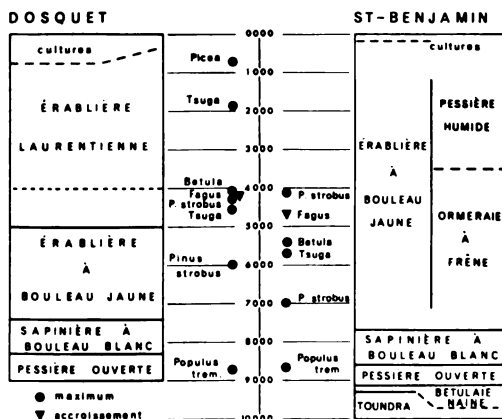 DOSQUET
ST-BENJAMIN
cultures
ÉRABLIÈRE
LAURENTIENNE
ÉRABLIÈRE
À
BOULEAU JAUNE
SAPINIÈRE À
BOULEAU BLANC
PESSIÈRE OUVERTE
● maximum
▼ accroissement
Picea
Tsuga
Betula
Fagus
P. strobus
Tsuga
Pinus
strobus
Populus
trem.
0000
1000
2000
3000
4000
5000
6000
7000
8000
9000
10000
P. strobus
Fagus
Betula
Tsuga
P. strobus
Populus
trem
cultures
ÉRABLIÈRE
À
BOULEAU
JAUNE
PESSIÈRE
HUMIDE
ORMERAIE
À
FRÊNE
SAPINIÈRE À
BOULEAU BLANC
PESSIÈRE OUVERTE
BÉTULAIE
NAINE
TOUNDRA